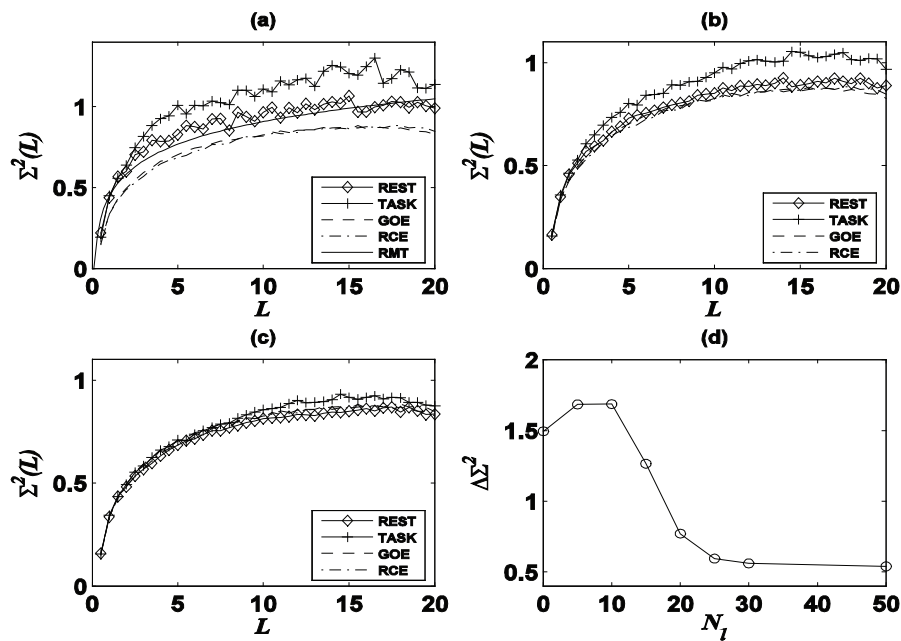 (a)
Σ²(L)
1
0.5
0
0 5 10 15 20
L
REST
TASK
GOE
RCE
RMT
(b)
Σ²(L)
1
0.5
0
0 5 10 15 20
L
REST
TASK
GOE
RCE
(c)
Σ²(L)
1
0.5
0
0 5 10 15 20
L
REST
TASK
GOE
RCE
(d)
ΔΣ²
2
1.5
1
0.5
0 10 20 30 40 50
N_l